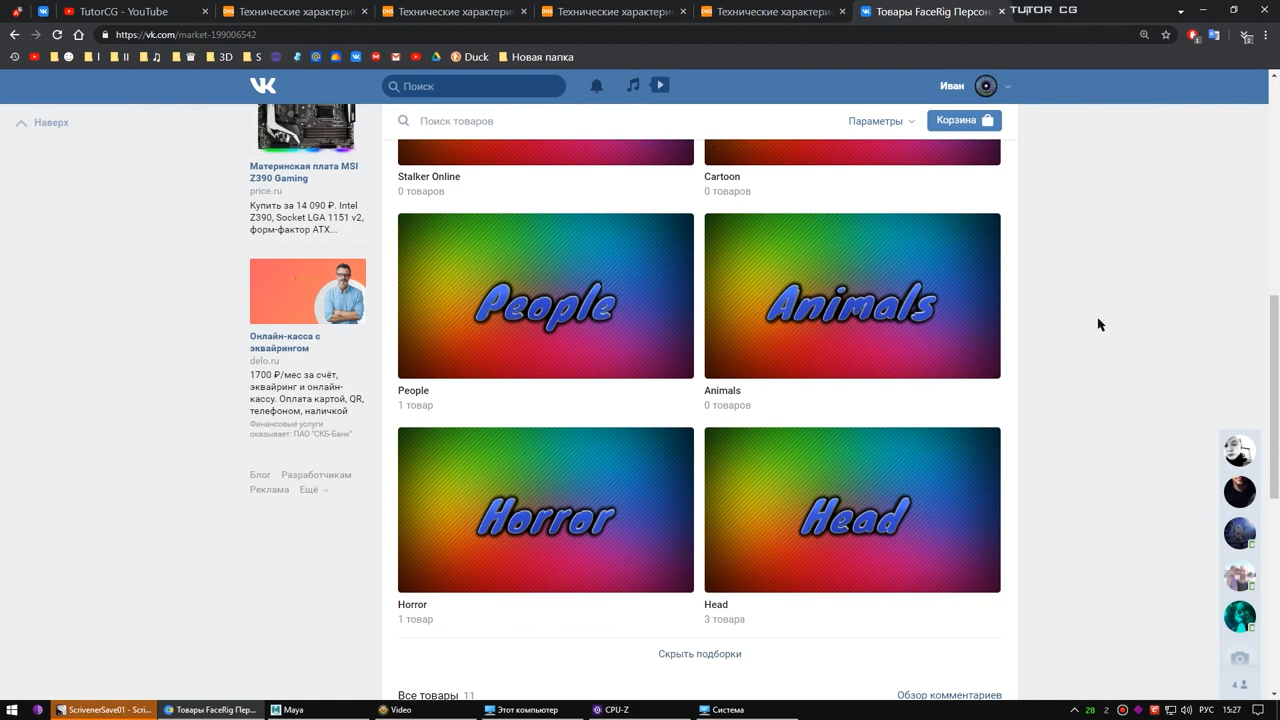 TutorCG — YouTube
Технические характерис
Технические характерис
Технические характерис
Товары FaceRig Персон
TUTOR CG
https://vk.com/market-199006542
Duck
Новая папка
Поиск
Иван
Наверх
Поиск товаров
Параметры
Корзина
Материнская плата MSI
Z390 Gaming
price.ru
Купить за 14 090 ₽. Intel
Z390, Socket LGA 1151 v2,
форм-фактор ATX...
Онлайн-касса с
эквайрингом
delo.ru
1700 ₽/мес за счёт,
эквайринг и онлайн-
кассу. Оплата картой, QR,
телефоном, наличкой
Финансовые услуги
оказывает: ПАО "СКБ-Банк"
Блог Разработчикам
Реклама Ещё
Stalker Online
0 товаров
Cartoon
0 товаров
People
Animals
People
1 товар
Animals
0 товаров
Horror
Head
Horror
1 товар
Head
3 товара
Скрыть подборки
Все товары 11
Обзор комментариев
4
ScrivenerSave01 - Scri...
Товары FaceRig Пер...
Maya
Video
Этот компьютер
CPU-Z
Система
28
2
РУС
15:27